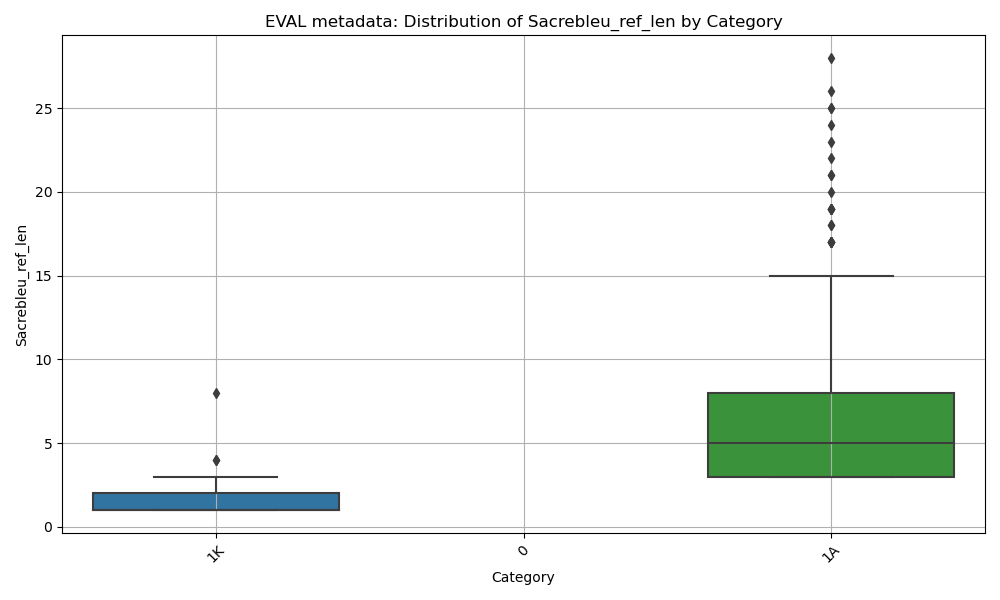 EVAL metadata: Distribution of Sacrebleu_ref_len by Category
Sacrebleu_ref_len
25
20
15
10
5
0
1K
0
1A
Category